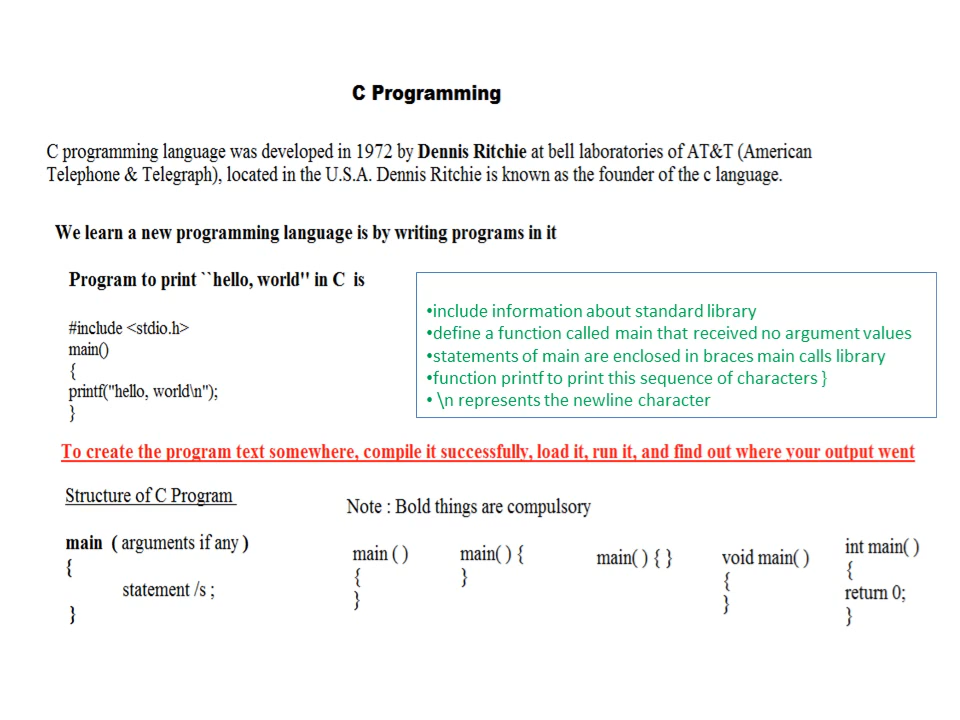 C Programming
C programming language was developed in 1972 by Dennis Ritchie at bell laboratories of AT&T (American
Telephone & Telegraph), located in the U.S.A. Dennis Ritchie is known as the founder of the c language.
We learn a new programming language is by writing programs in it
Program to print ``hello, world'' in C is
#include <stdio.h>
main()
{
printf("hello, world\n");
}
•include information about standard library
•define a function called main that received no argument values
•statements of main are enclosed in braces main calls library
•function printf to print this sequence of characters }
• \n represents the newline character
To create the program text somewhere, compile it successfully, load it, run it, and find out where your output went
Structure of C Program
main ( arguments if any )
{
statement /s ;
}
Note : Bold things are compulsory
main ( )
{
}
main( ) {
}
main( ) { }
void main( )
{
}
int main( )
{
return 0;
}